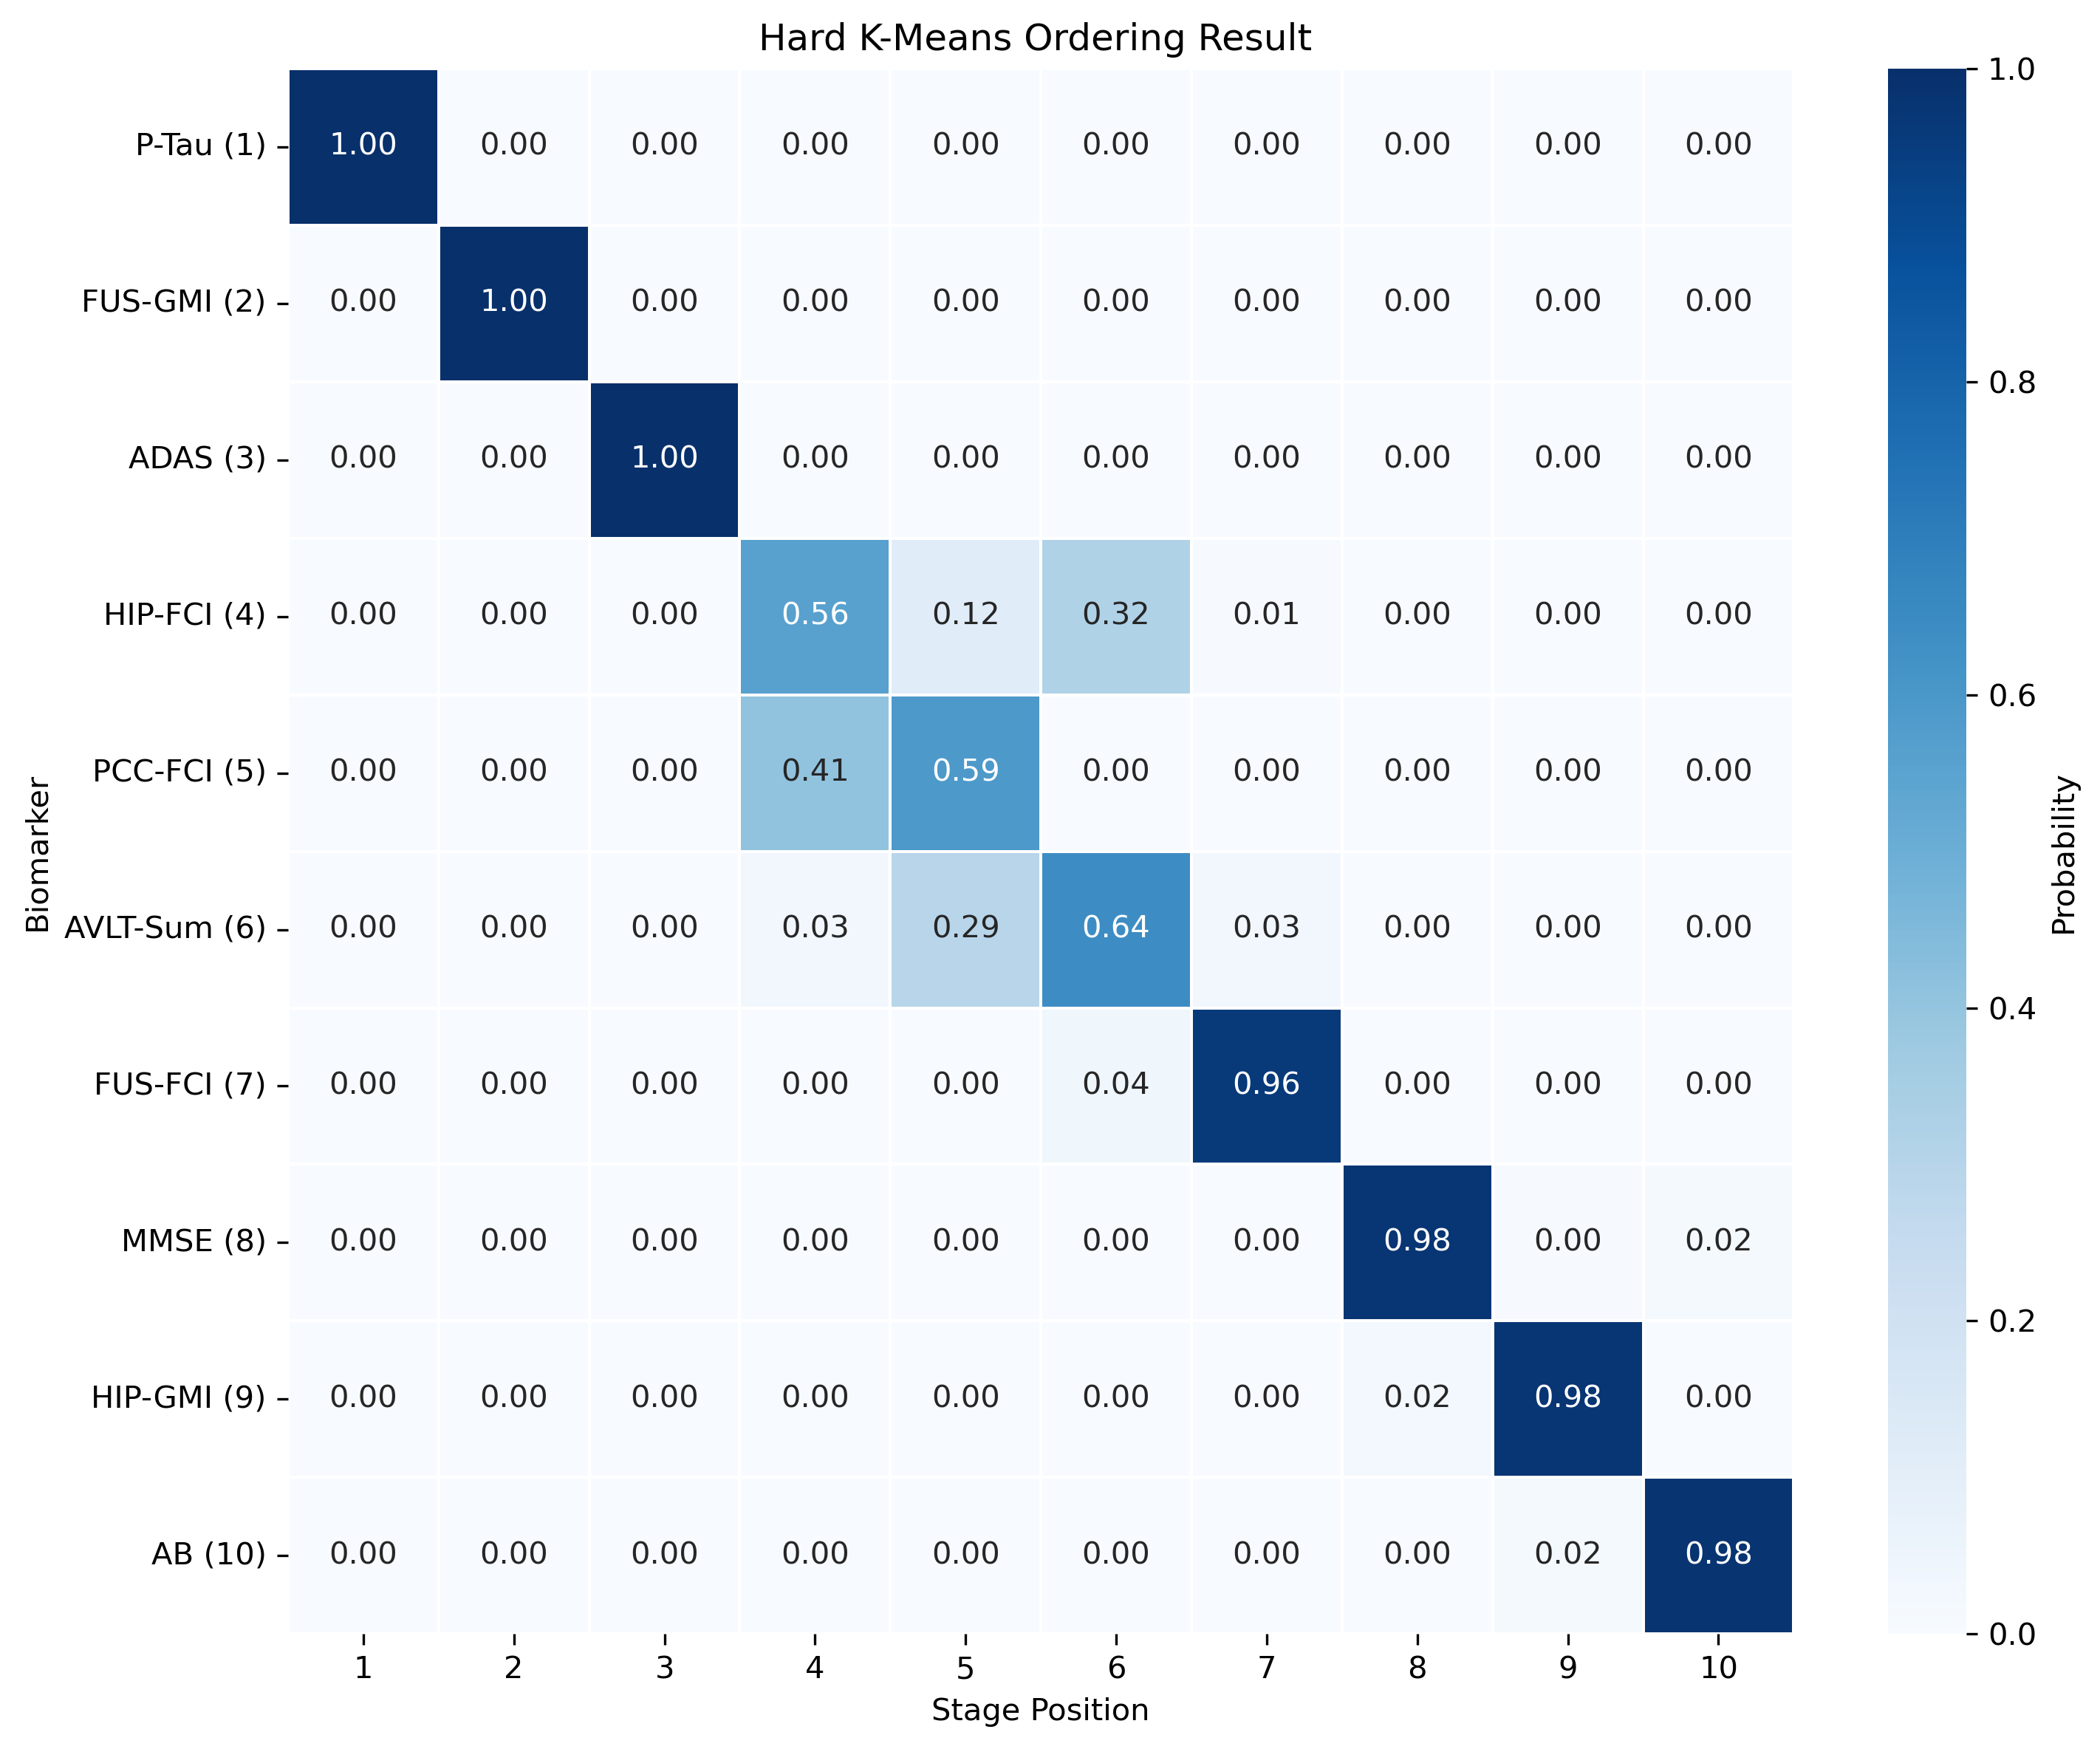 Hard K-Means Ordering Result
P-Tau (1) 1.00 0.00 0.00 0.00 0.00 0.00 0.00 0.00 0.00 0.00
FUS-GMI (2) 0.00 1.00 0.00 0.00 0.00 0.00 0.00 0.00 0.00 0.00
ADAS (3) 0.00 0.00 1.00 0.00 0.00 0.00 0.00 0.00 0.00 0.00
HIP-FCI (4) 0.00 0.00 0.00 0.56 0.12 0.32 0.01 0.00 0.00 0.00
PCC-FCI (5) 0.00 0.00 0.00 0.41 0.59 0.00 0.00 0.00 0.00 0.00
AVLT-Sum (6) 0.00 0.00 0.00 0.03 0.29 0.64 0.03 0.00 0.00 0.00
FUS-FCI (7) 0.00 0.00 0.00 0.00 0.00 0.04 0.96 0.00 0.00 0.00
MMSE (8) 0.00 0.00 0.00 0.00 0.00 0.00 0.00 0.98 0.00 0.02
HIP-GMI (9) 0.00 0.00 0.00 0.00 0.00 0.00 0.00 0.02 0.98 0.00
AB (10) 0.00 0.00 0.00 0.00 0.00 0.00 0.00 0.00 0.02 0.98
1 2 3 4 5 6 7 8 9 10
Stage Position
Biomarker
1.0
0.8
0.6
0.4
0.2
0.0
Probability